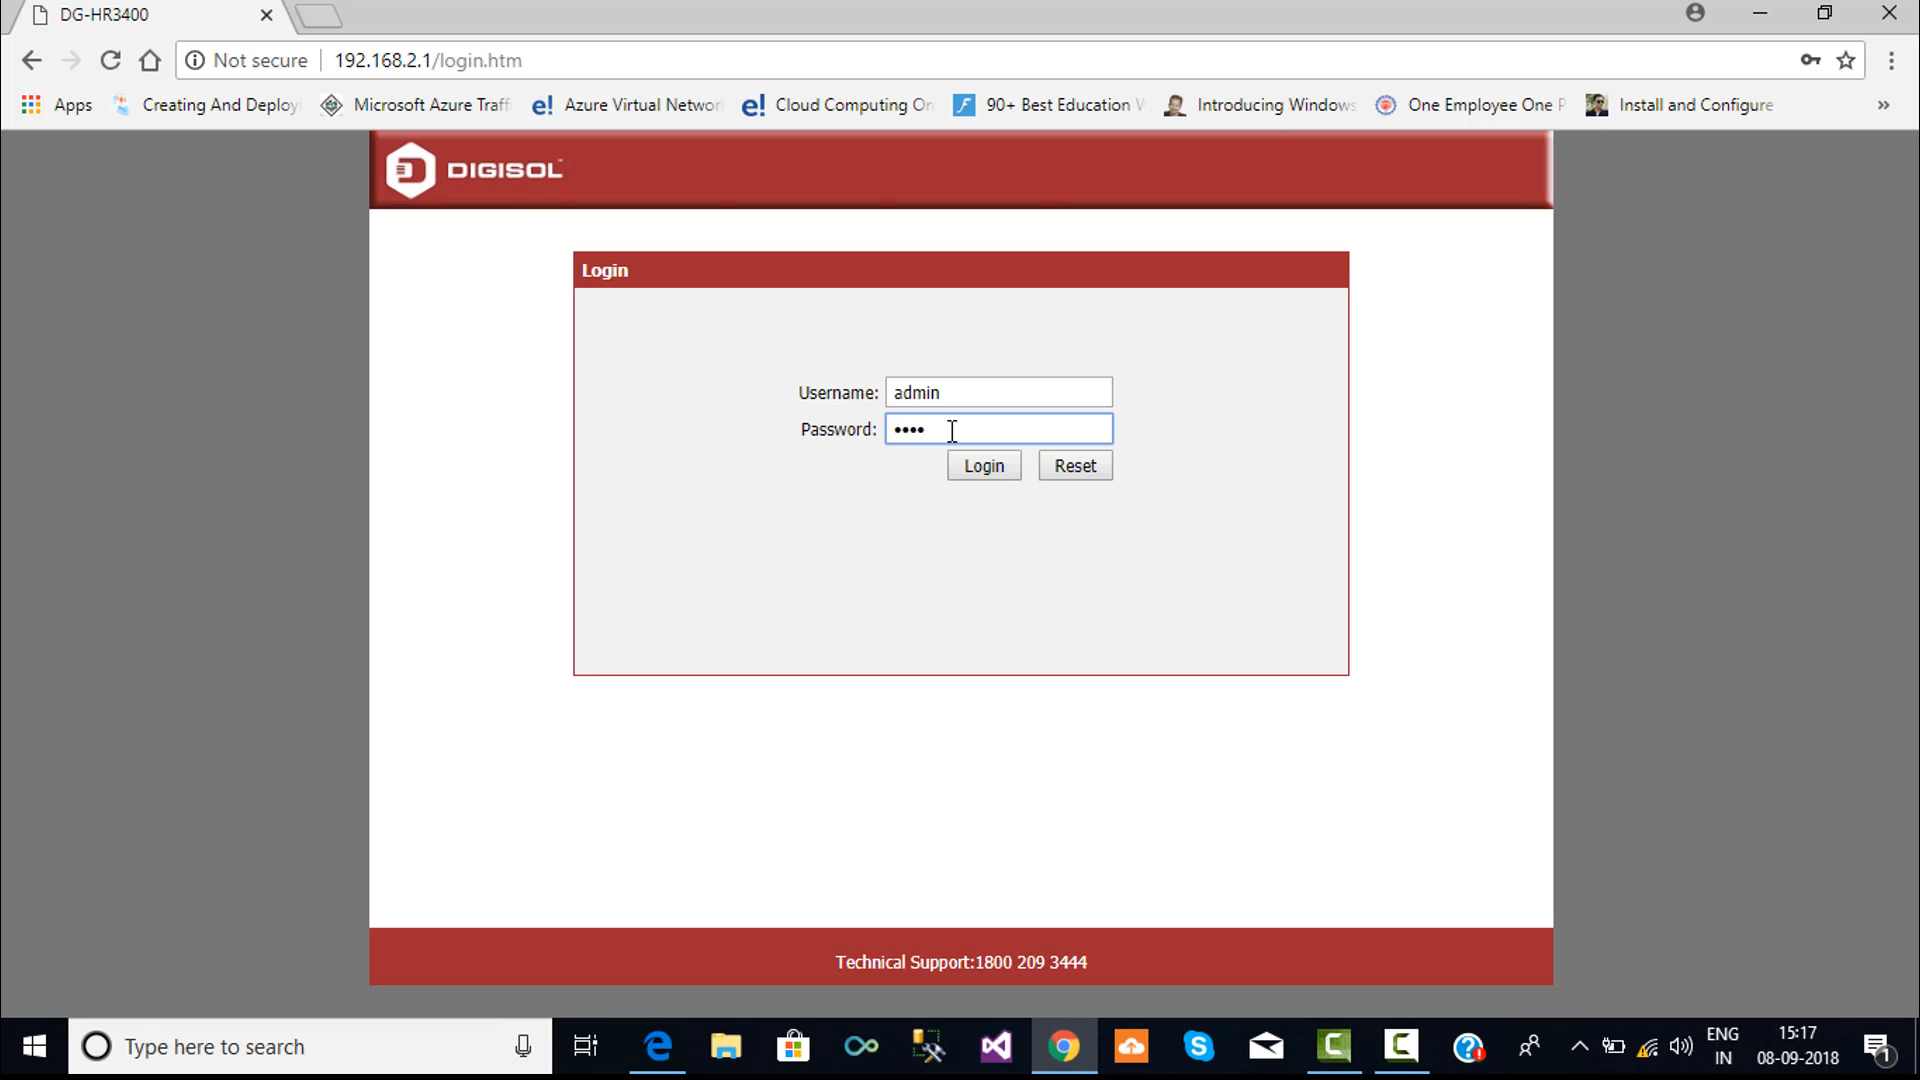 DG-HR3400
Not secure 192.168.2.1/login.htm
Apps Creating And Deploy Microsoft Azure Traff Azure Virtual Networ Cloud Computing On 90+ Best Education Introducing Windows One Employee One Install and Configure »
DIGISOL
Login
Username: admin
Password: ••••
Login Reset
Technical Support:1800 209 3444
Type here to search
ENG 15:17
IN 08-09-2018 1